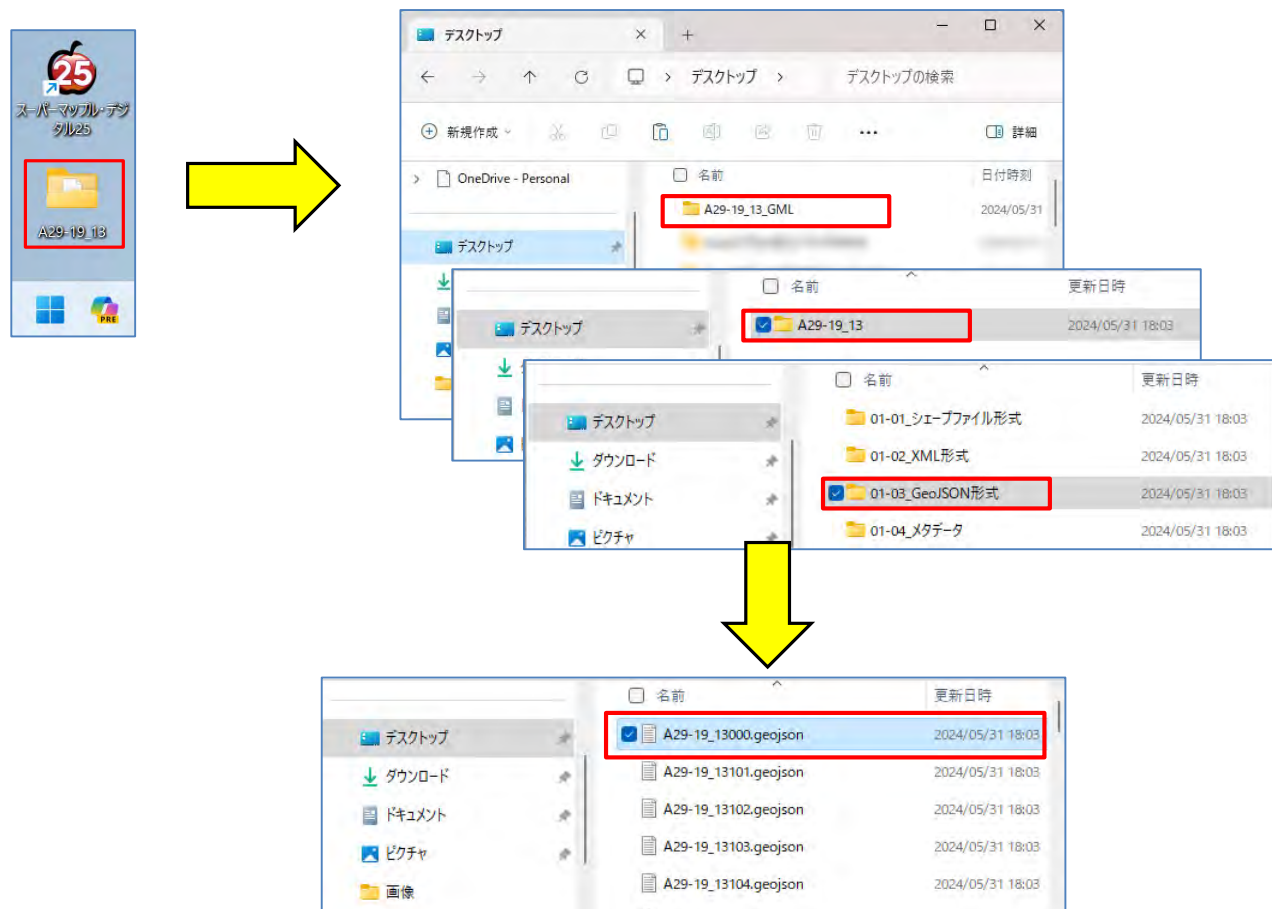 25
スーパーマップル・デジ
タル25
A29-19_13
PRE
デスクトップ
デスクトップ
デスクトップの検索
新規作成
詳細
OneDrive - Personal
名前
日付時刻
A29-19_13_GML
2024/05/31
デスクトップ
名前
更新日時
デスクトップ
A29-19_13
2024/05/31 18:03
名前
更新日時
デスクトップ
01-01_シェープファイル形式
2024/05/31 18:03
ダウンロード
01-02_XML形式
2024/05/31 18:03
ドキュメント
01-03_GeoJSON形式
2024/05/31 18:03
ピクチャ
01-04_メタデータ
2024/05/31 18:03
名前
更新日時
デスクトップ
A29-19_13000.geojson
2024/05/31 18:03
ダウンロード
A29-19_13101.geojson
2024/05/31 18:03
ドキュメント
A29-19_13102.geojson
2024/05/31 18:03
ピクチャ
A29-19_13103.geojson
2024/05/31 18:03
画像
A29-19_13104.geojson
2024/05/31 18:03